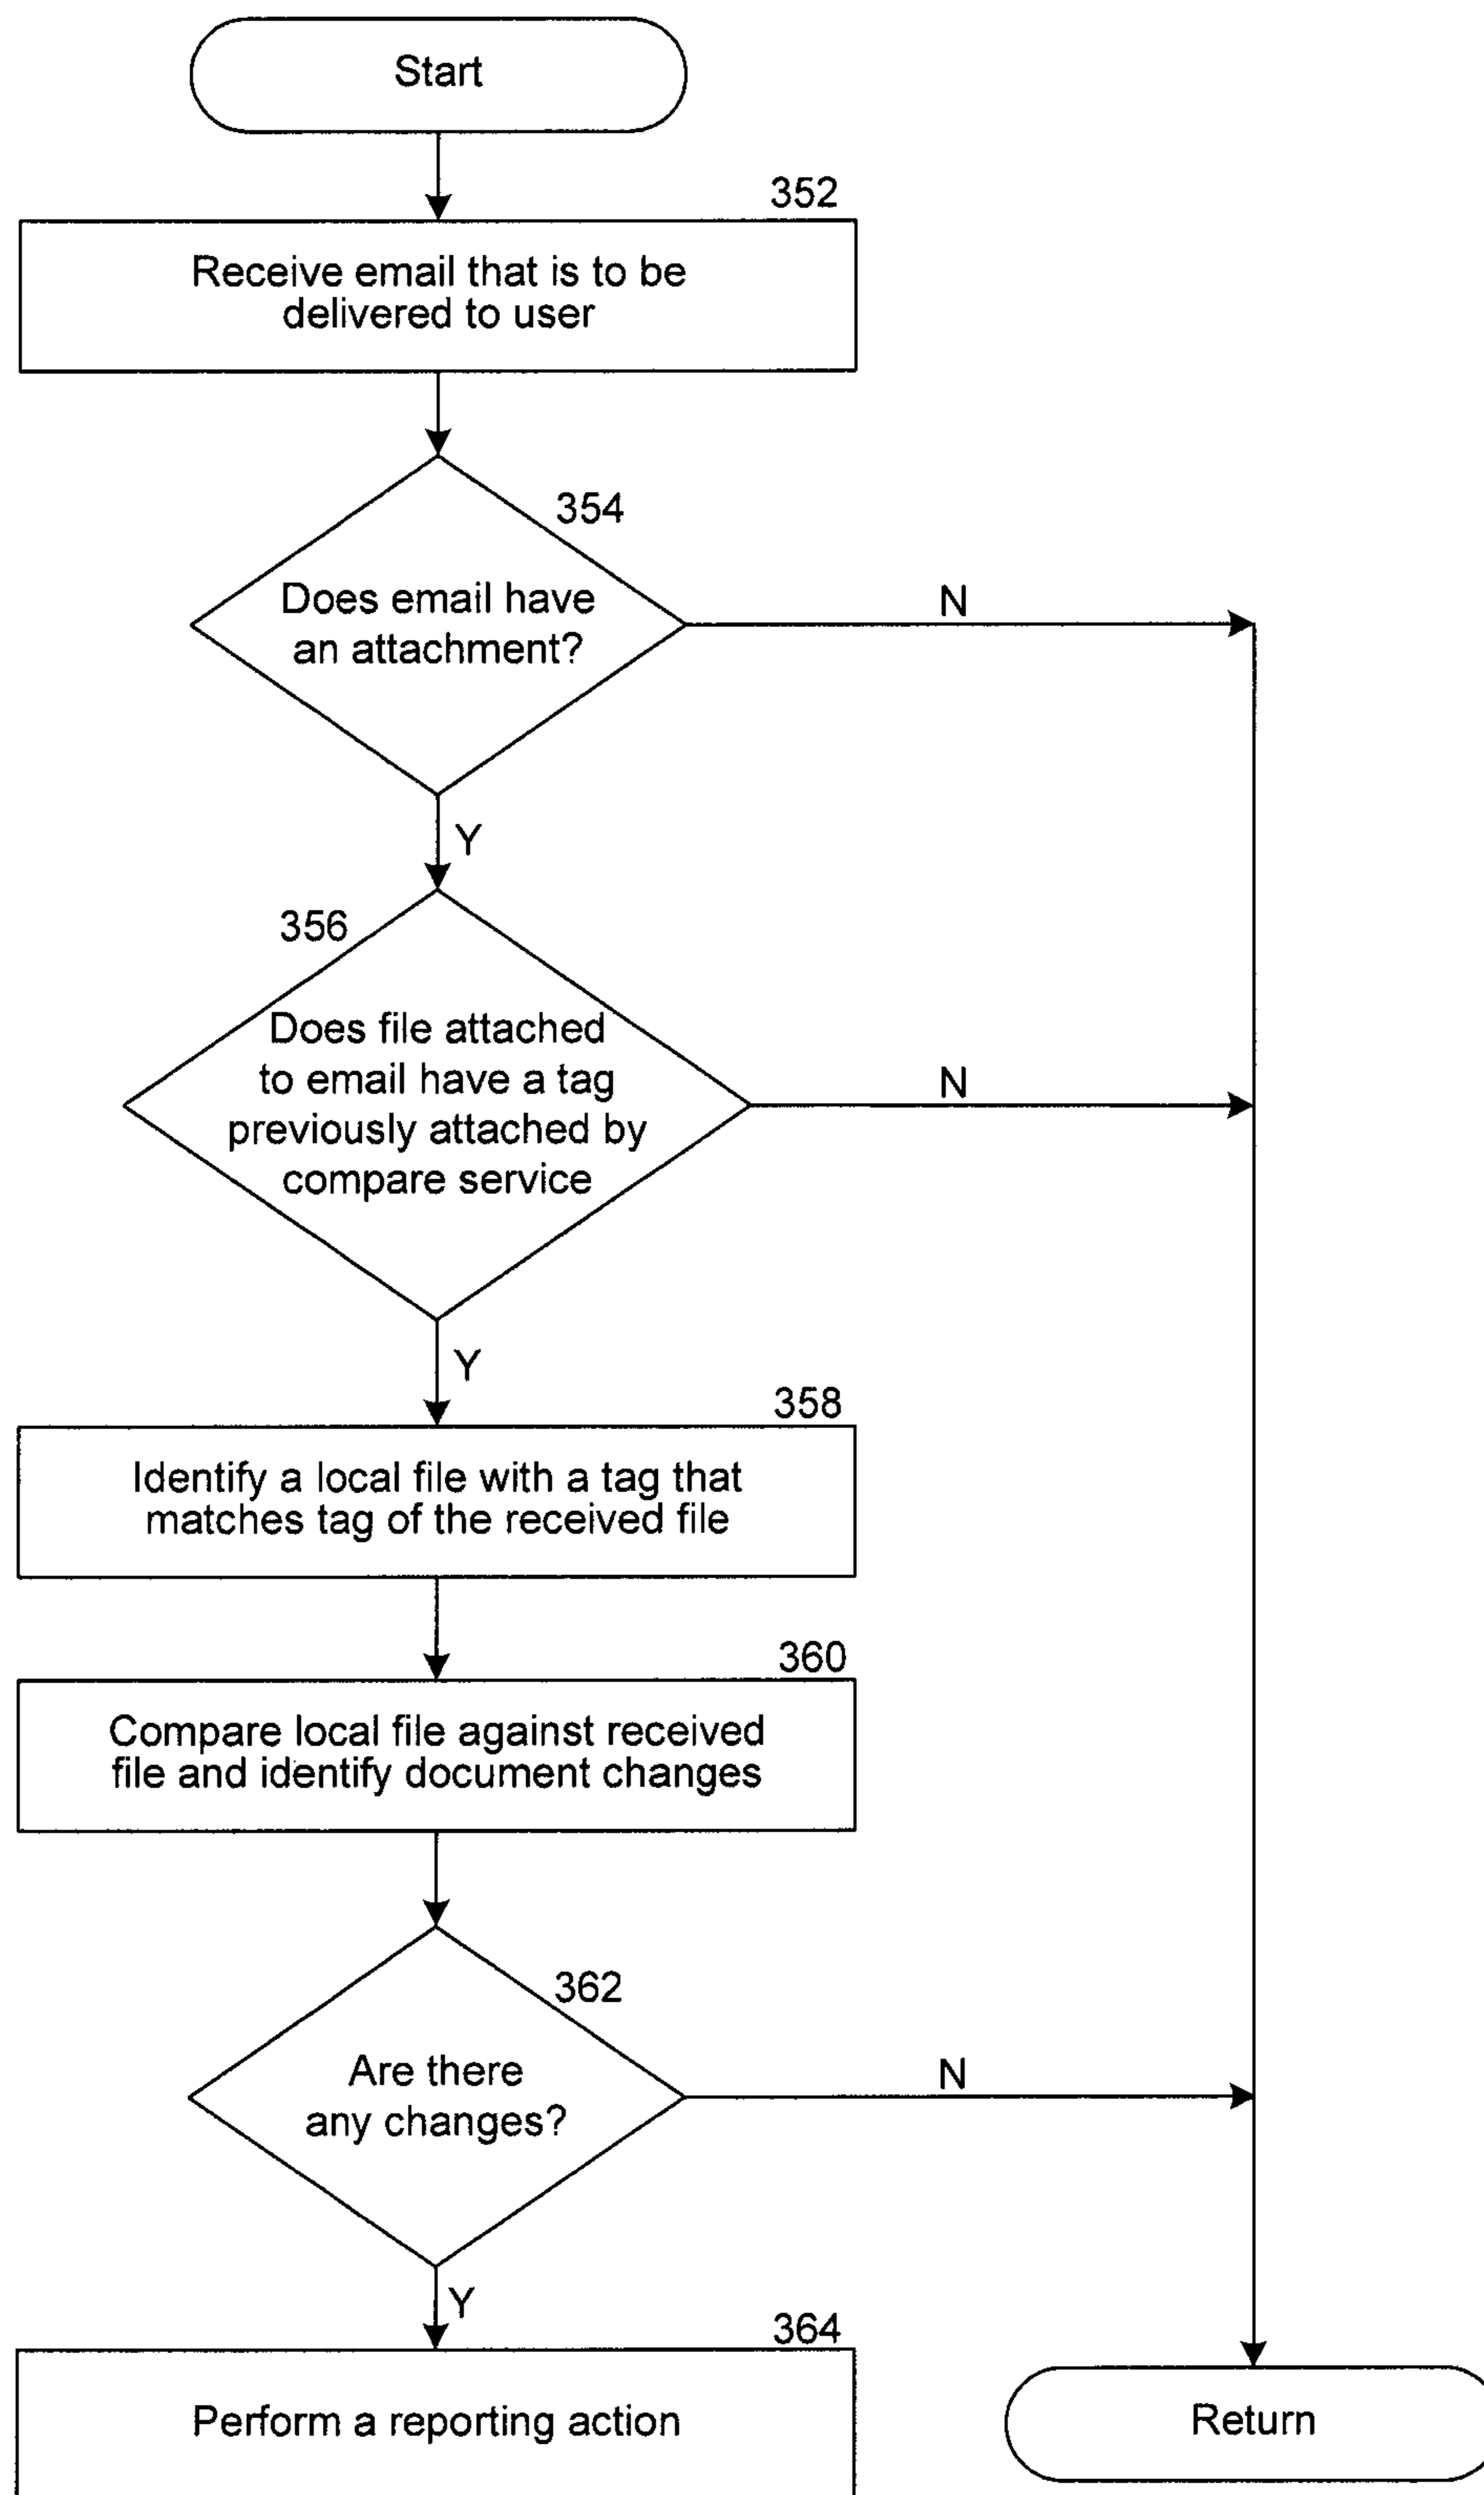 Start
352
Receive email that is to be
delivered to user
354
Does email have
an attachment?
N
Y
356
Does file attached
to email have a tag
previously attached by
compare service
N
Y
358
Identify a local file with a tag that
matches tag of the received file
360
Compare local file against received
file and identify document changes
362
Are there
any changes?
N
Y
364
Perform a reporting action
Return